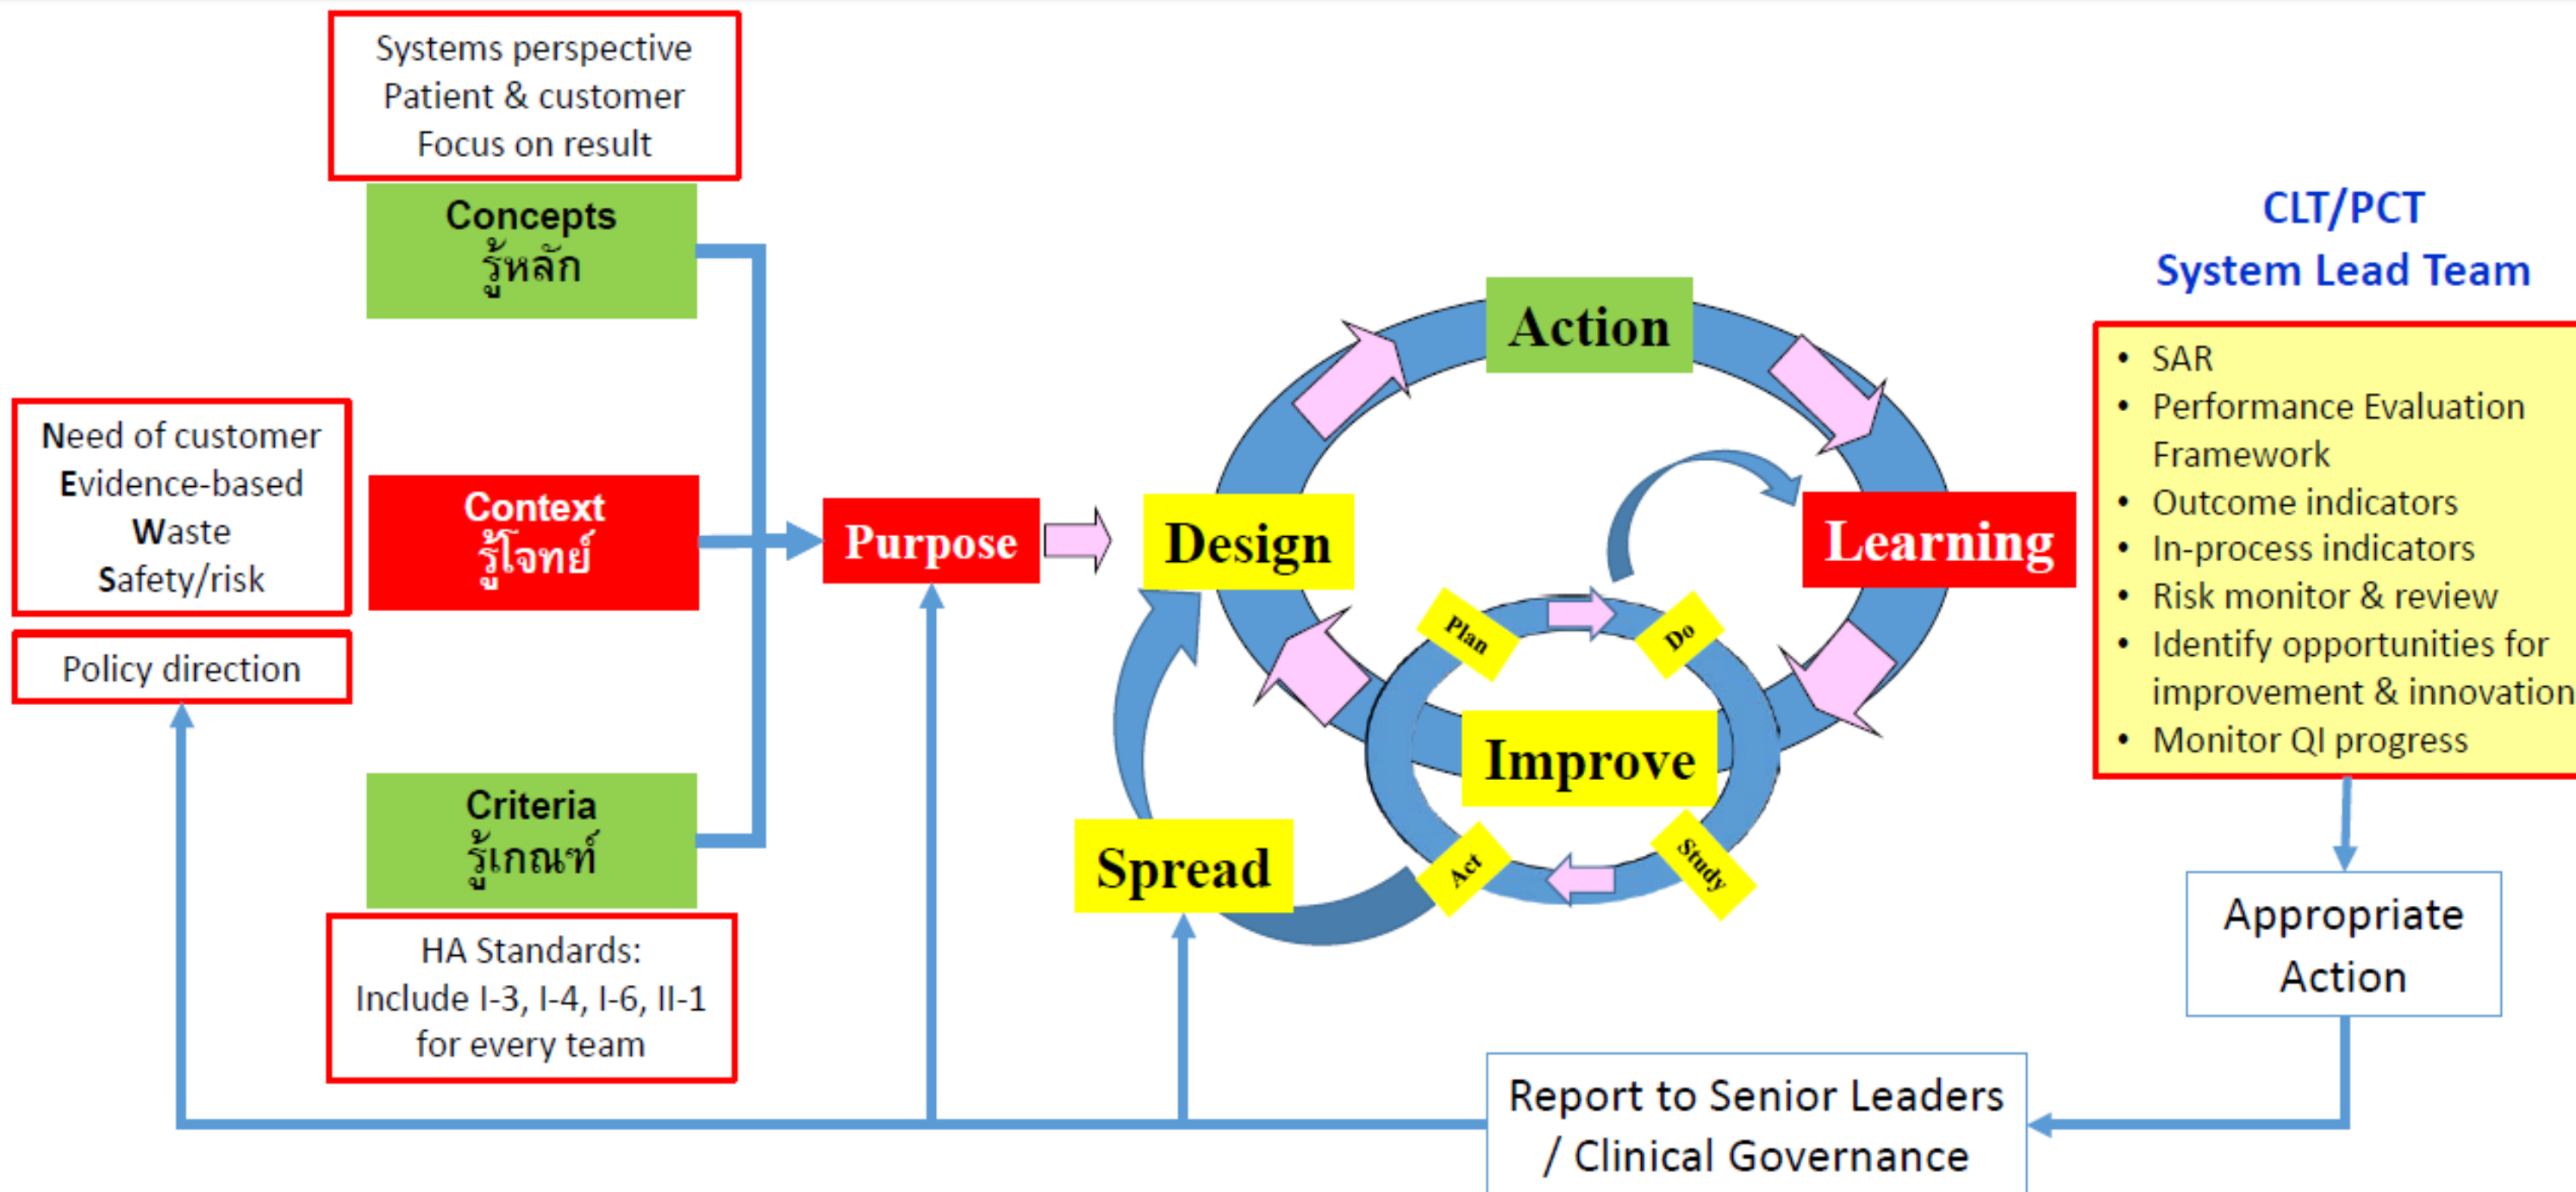 Systems perspective
Patient & customer
Focus on result
Concepts
รู้หลัก
Need of customer
Evidence-based
Waste
Safety/risk
Context
รู้โจทย์
Policy direction
Criteria
รู้เกณฑ์
HA Standards:
Include I-3, I-4, I-6, II-1
for every team
Purpose
Design
Action
Learning
Improve
Plan
Do
Study
Act
Spread
CLT/PCT
System Lead Team
• SAR
• Performance Evaluation
Framework
• Outcome indicators
• In-process indicators
• Risk monitor & review
• Identify opportunities for
improvement & innovation
• Monitor QI progress
Appropriate
Action
Report to Senior Leaders
/ Clinical Governance